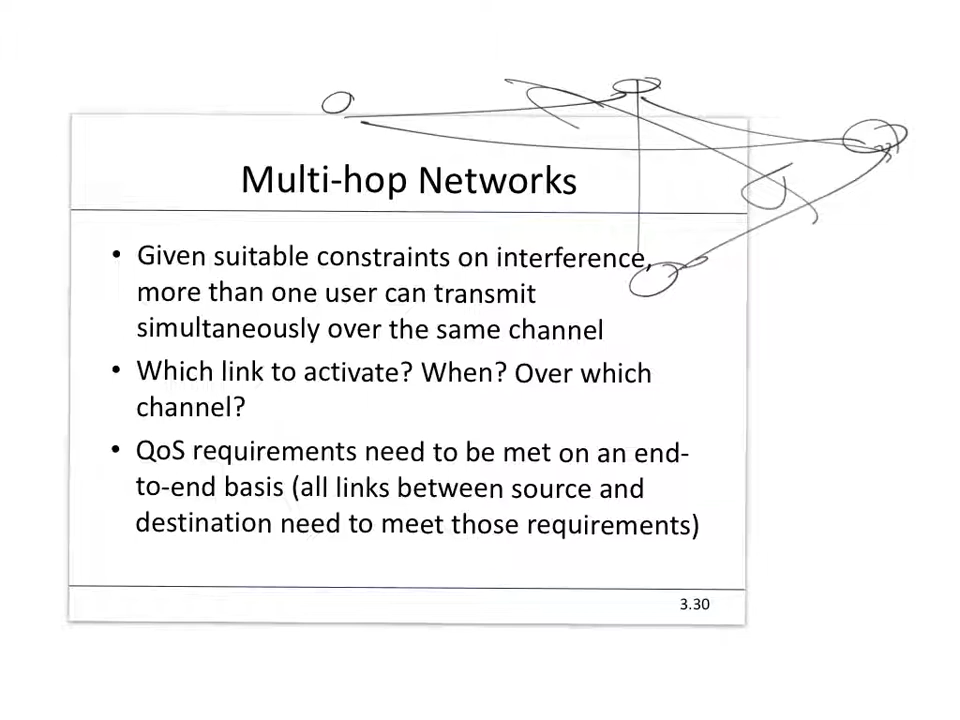 Multi-hop Networks
• Given suitable constraints on interference,
more than one user can transmit
simultaneously over the same channel
• Which link to activate? When? Over which
channel?
• QoS requirements need to be met on an end-
to-end basis (all links between source and
destination need to meet those requirements)
3.30